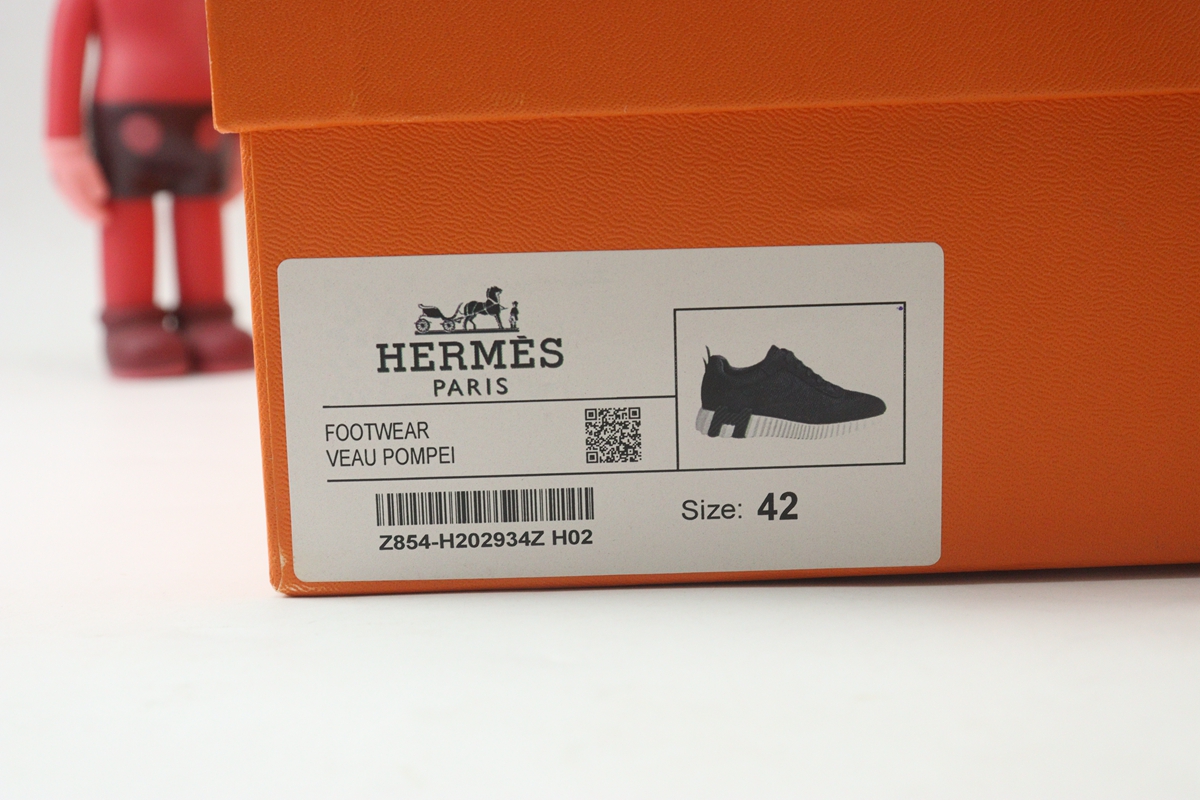 HERMÈS
PARIS
FOOTWEAR
VEAU POMPEI
Z854-H202934Z H02
Size: 42